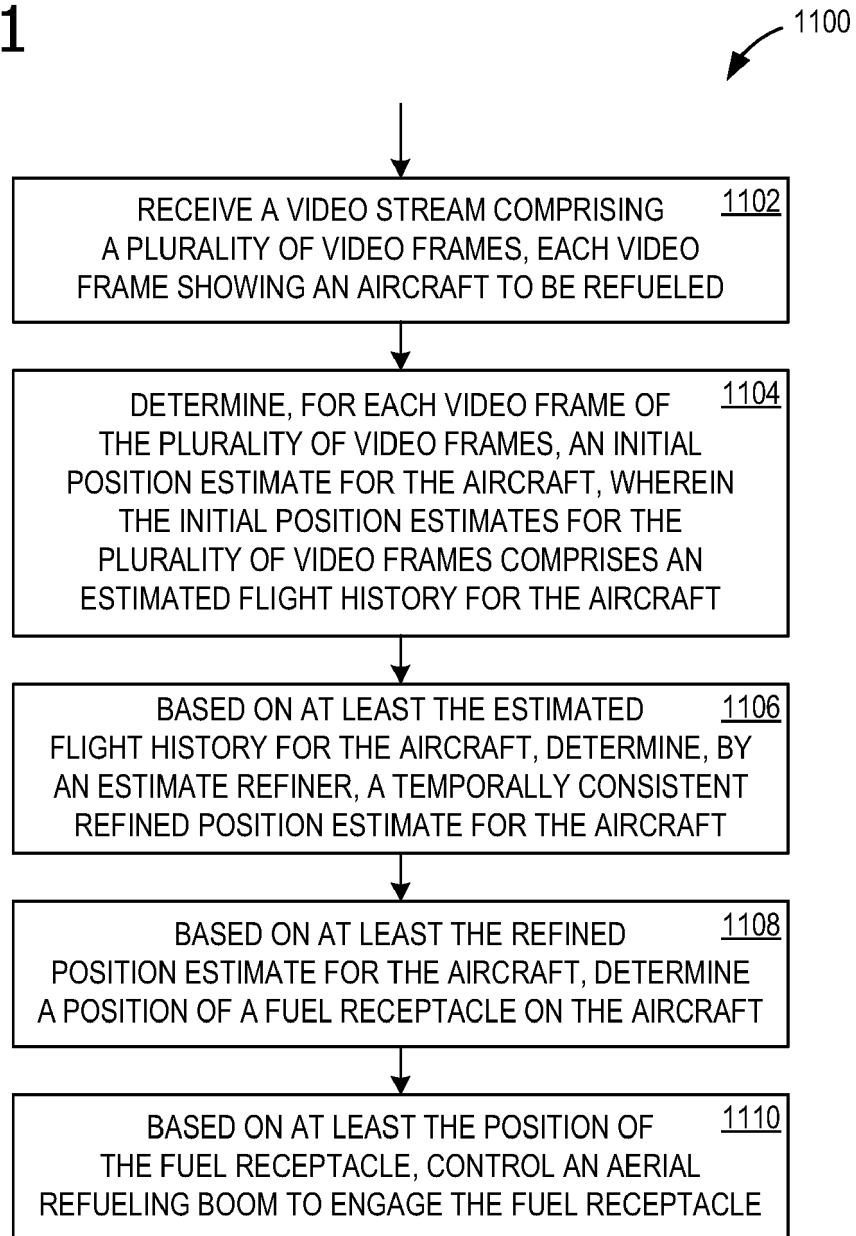 1
1100
1102
RECEIVE A VIDEO STREAM COMPRISING
A PLURALITY OF VIDEO FRAMES, EACH VIDEO
FRAME SHOWING AN AIRCRAFT TO BE REFUELED
1104
DETERMINE, FOR EACH VIDEO FRAME OF
THE PLURALITY OF VIDEO FRAMES, AN INITIAL
POSITION ESTIMATE FOR THE AIRCRAFT, WHEREIN
THE INITIAL POSITION ESTIMATES FOR THE
PLURALITY OF VIDEO FRAMES COMPRISES AN
ESTIMATED FLIGHT HISTORY FOR THE AIRCRAFT
1106
BASED ON AT LEAST THE ESTIMATED
FLIGHT HISTORY FOR THE AIRCRAFT, DETERMINE, BY
AN ESTIMATE REFINER, A TEMPORALLY CONSISTENT
REFINED POSITION ESTIMATE FOR THE AIRCRAFT
1108
BASED ON AT LEAST THE REFINED
POSITION ESTIMATE FOR THE AIRCRAFT, DETERMINE
A POSITION OF A FUEL RECEPTACLE ON THE AIRCRAFT
1110
BASED ON AT LEAST THE POSITION OF
THE FUEL RECEPTACLE, CONTROL AN AERIAL
REFUELING BOOM TO ENGAGE THE FUEL RECEPTACLE